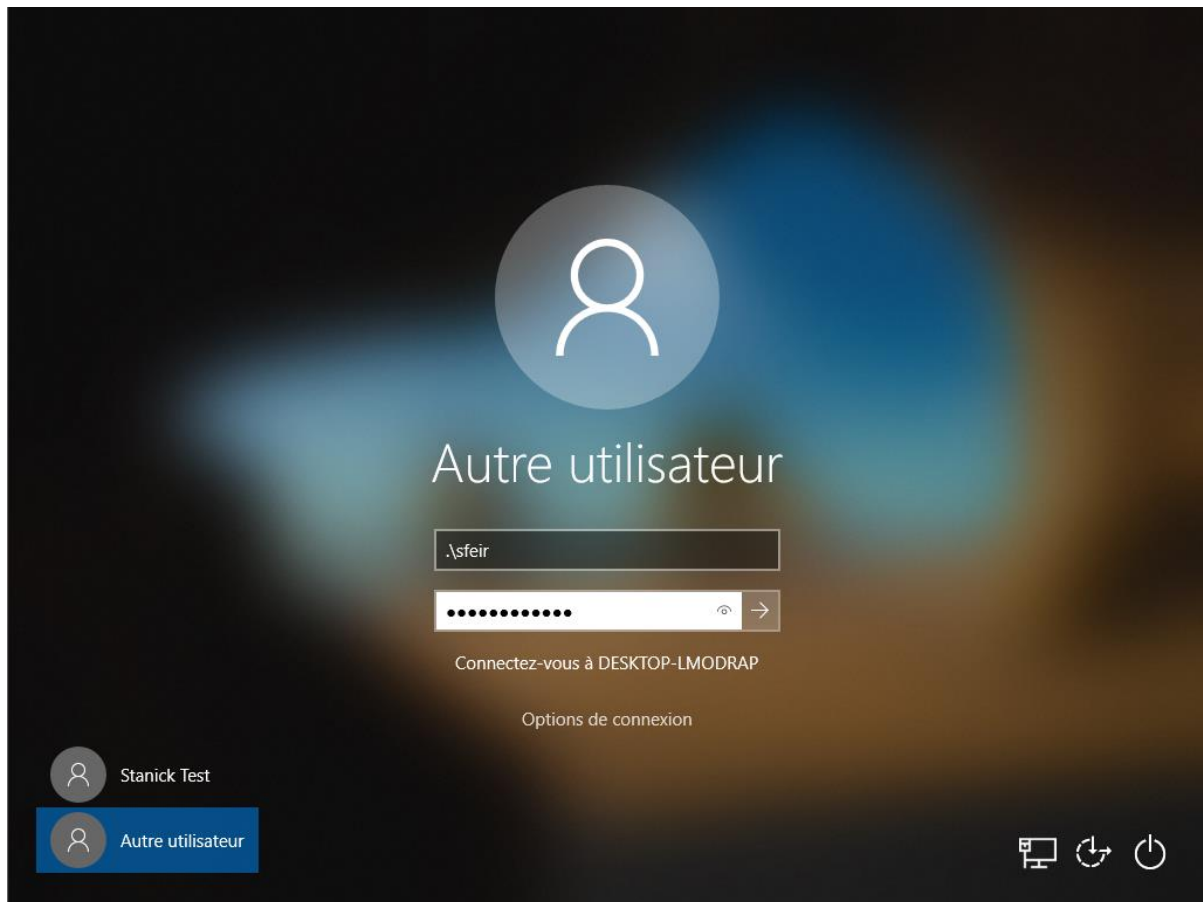 Autre utilisateur
.\sfeir
Connectez-vous à DESKTOP-LMODRAP
Options de connexion
Stanick Test
Autre utilisateur